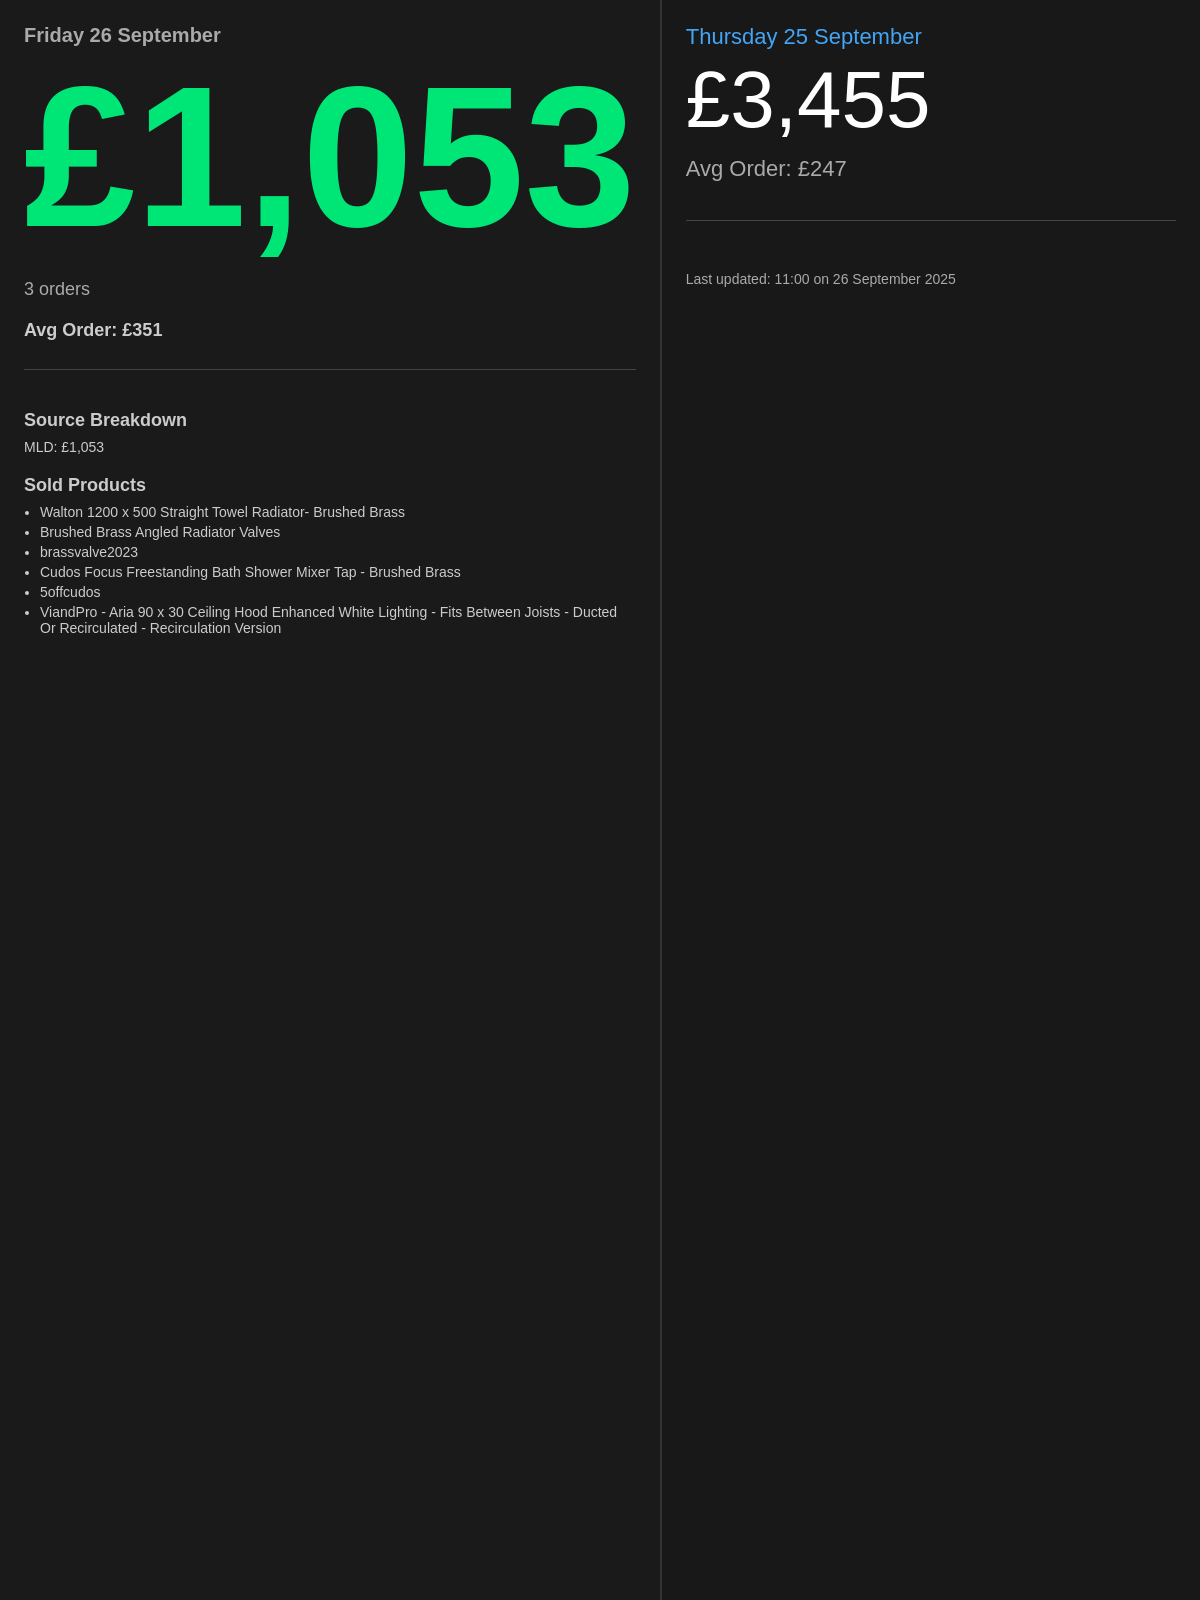 Friday 26 September
£1,053
3 orders
Avg Order: £351
Source Breakdown
MLD: £1,053
Sold Products
• Walton 1200 x 500 Straight Towel Radiator- Brushed Brass
• Brushed Brass Angled Radiator Valves
• brassvalve2023
• Cudos Focus Freestanding Bath Shower Mixer Tap - Brushed Brass
• 5offcudos
• ViandPro - Aria 90 x 30 Ceiling Hood Enhanced White Lighting - Fits Between Joists - Ducted
Or Recirculated - Recirculation Version
Thursday 25 September
£3,455
Avg Order: £247
Last updated: 11:00 on 26 September 2025